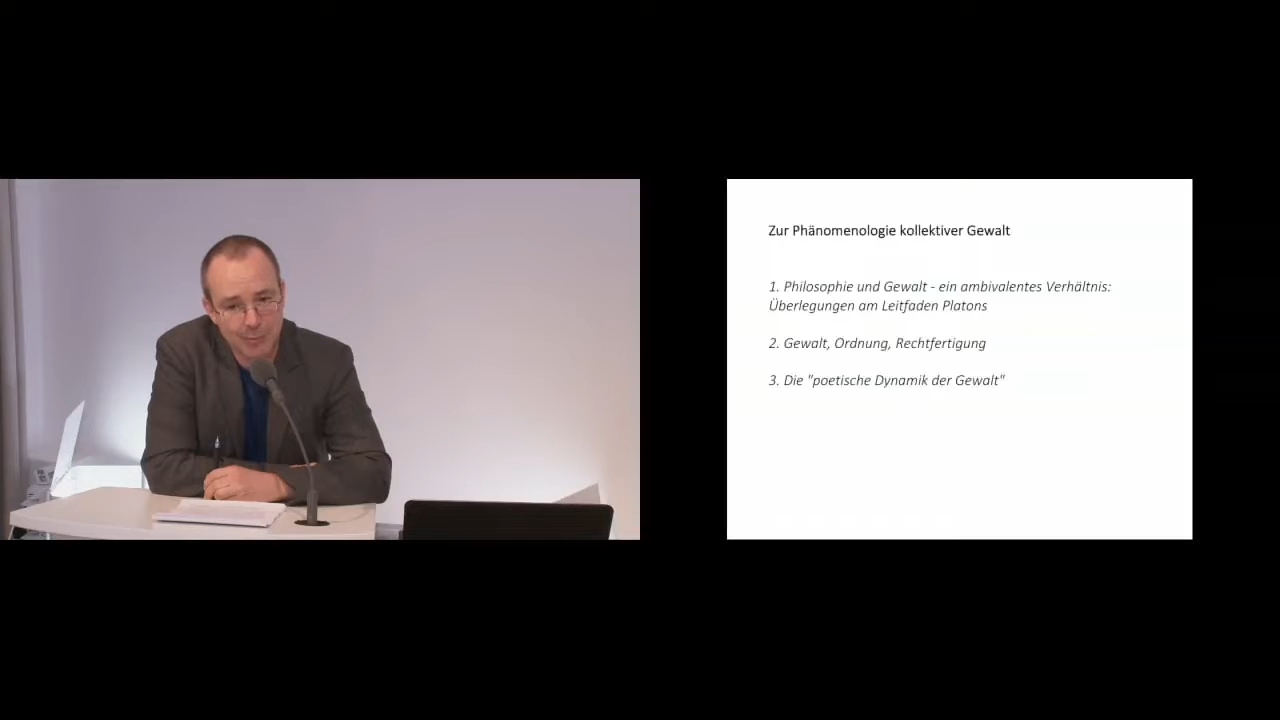 Zur Phänomenologie kollektiver Gewalt
1. Philosophie und Gewalt - ein ambivalentes Verhältnis:
Überlegungen am Leitfaden Platons
2. Gewalt, Ordnung, Rechtfertigung
3. Die "poetische Dynamik der Gewalt"